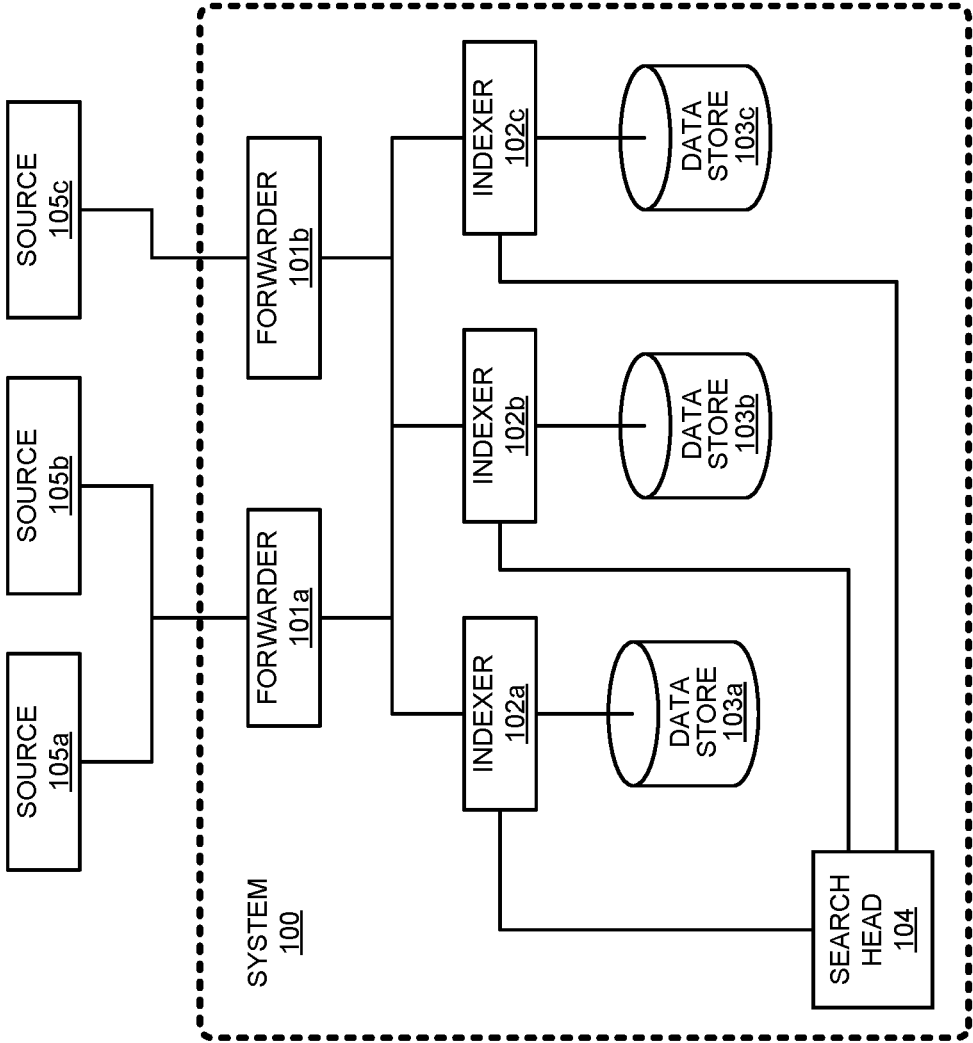 SOURCE
105a
SOURCE
105b
SOURCE
105c
SYSTEM
100
FORWARDER
101a
FORWARDER
101b
INDEXER
102a
INDEXER
102b
INDEXER
102c
DATA
STORE
103a
DATA
STORE
103b
DATA
STORE
103c
SEARCH
HEAD
104